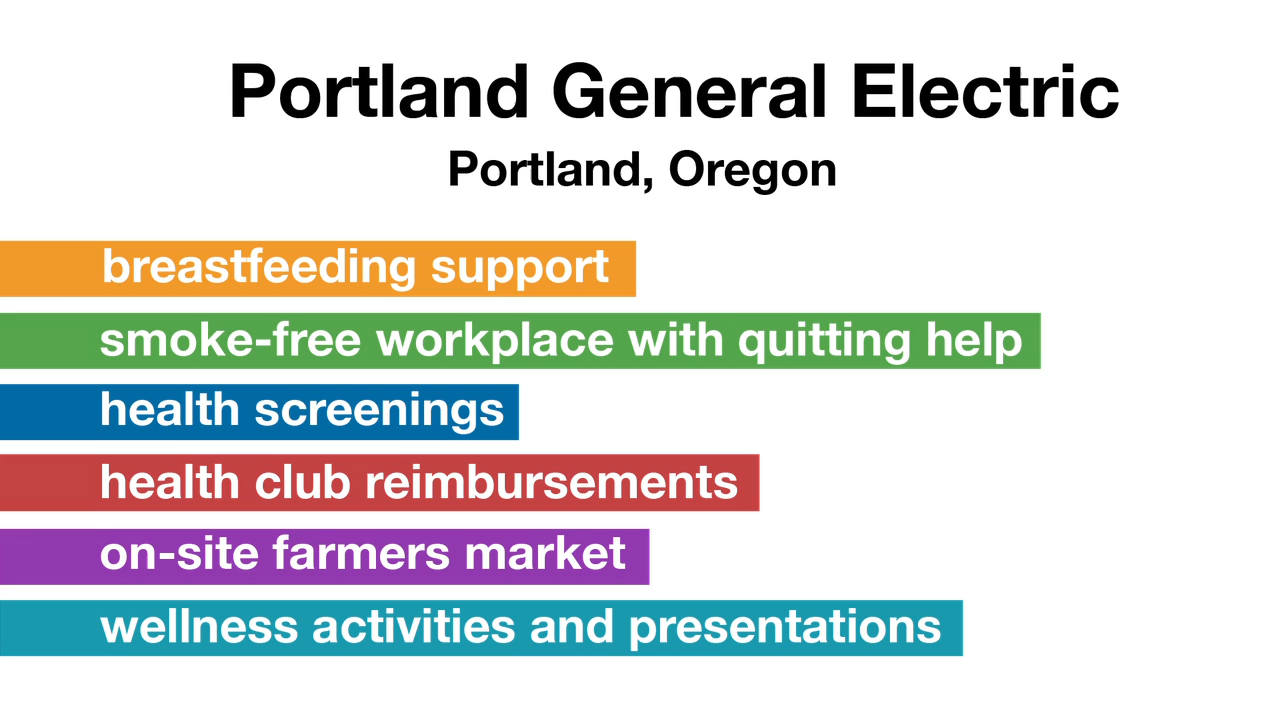 Portland General Electric
Portland, Oregon
breastfeeding support
smoke-free workplace with quitting help
health screenings
health club reimbursements
on-site farmers market
wellness activities and presentations